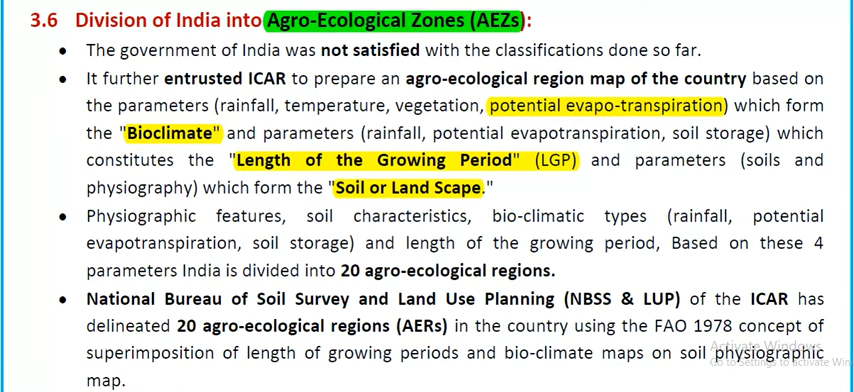 3.6 Division of India into Agro-Ecological Zones (AEZs):
• The government of India was not satisfied with the classifications done so far.
• It further entrusted ICAR to prepare an agro-ecological region map of the country based on
the parameters (rainfall, temperature, vegetation, potential evapo-transpiration) which form
the "Bioclimate" and parameters (rainfall, potential evapotranspiration, soil storage) which
constitutes the "Length of the Growing Period" (LGP) and parameters (soils and
physiography) which form the "Soil or Land Scape."
• Physiographic features, soil characteristics, bio-climatic types (rainfall, potential
evapotranspiration, soil storage) and length of the growing period, Based on these 4
parameters India is divided into 20 agro-ecological regions.
• National Bureau of Soil Survey and Land Use Planning (NBSS & LUP) of the ICAR has
delineated 20 agro-ecological regions (AERs) in the country using the FAO 1978 concept of
superimposition of length of growing periods and bio-climate maps on soil physiographic
map.
Activate Windows
Go to Settings to activate Win